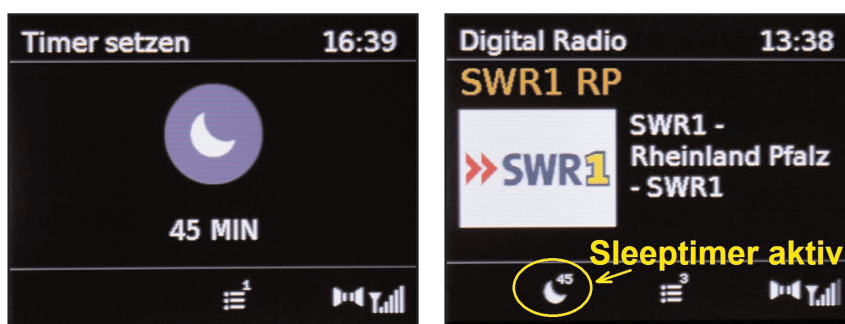 Timer setzen 16:39
45 MIN
1
Digital Radio 13:38
SWR1 RP
SWR1
SWR1 -
Rheinland Pfalz
- SWR1
Sleeptimer aktiv
45
3